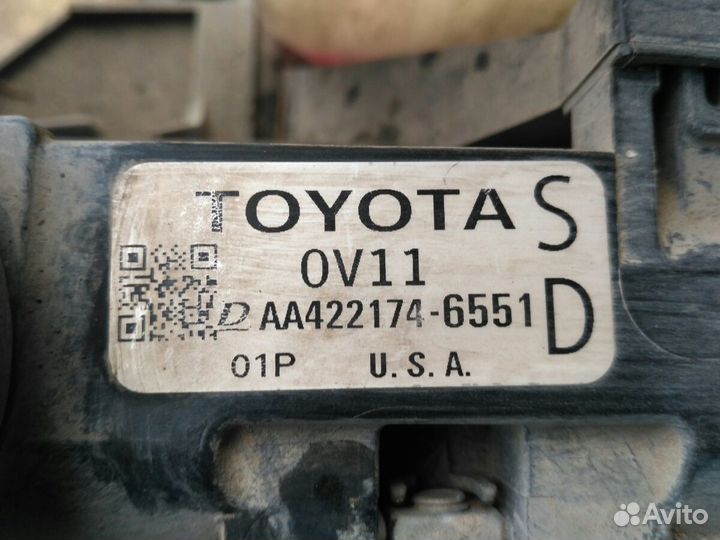 TOYOTA S
0V11
D AA422174-6551 D
01P U.S.A.
Avito